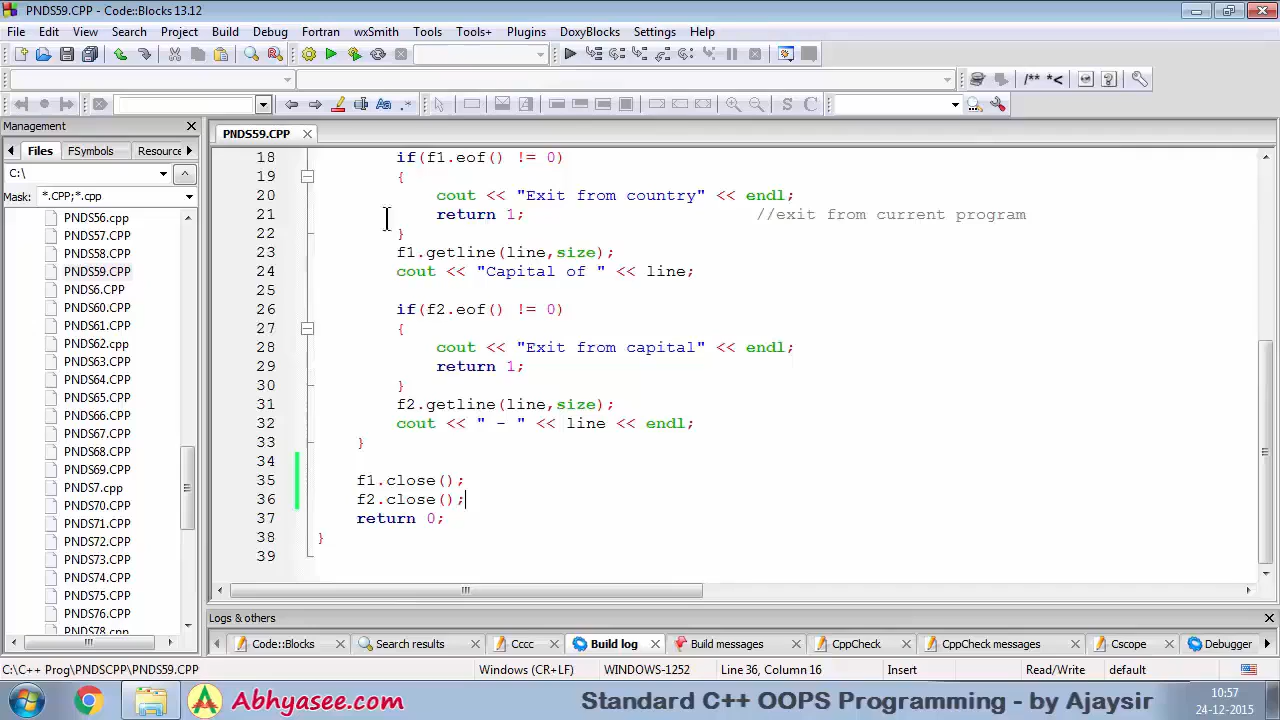 PNDS59.CPP - Code::Blocks 13.12
File Edit View Search Project Build Debug Fortran wxSmith Tools Tools+ Plugins DoxyBlocks Settings Help
/** *<
S C
Management
Files FSymbols Resource
C:\
Mask: *.CPP;*.cpp
PNDS56.cpp
PNDS57.CPP
PNDS58.CPP
PNDS59.CPP
PNDS6.CPP
PNDS60.CPP
PNDS61.CPP
PNDS62.cpp
PNDS63.CPP
PNDS64.CPP
PNDS65.CPP
PNDS66.CPP
PNDS67.CPP
PNDS68.CPP
PNDS69.CPP
PNDS7.cpp
PNDS70.CPP
PNDS71.CPP
PNDS72.CPP
PNDS73.CPP
PNDS74.CPP
PNDS75.CPP
PNDS76.CPP
PNDS78.cpp
PNDS59.CPP
18 if(f1.eof() != 0)
19 {
20 cout << "Exit from country" << endl;
21 return 1; //exit from current program
22 }
23 f1.getline(line,size);
24 cout << "Capital of " << line;
25
26 if(f2.eof() != 0)
27 {
28 cout << "Exit from capital" << endl;
29 return 1;
30 }
31 f2.getline(line,size);
32 cout << " - " << line << endl;
33 }
34
35 f1.close();
36 f2.close();
37 return 0;
38 }
39
Logs & others
Code::Blocks Search results Cccc Build log Build messages CppCheck CppCheck messages Cscope Debugger
C:\C++ Prog\PNDSCPP\PNDS59.CPP Windows (CR+LF) WINDOWS-1252 Line 36, Column 16 Insert Read/Write default
Abhyasee.com Standard C++ OOPS Programming - by Ajaysir
10:57
24-12-2015